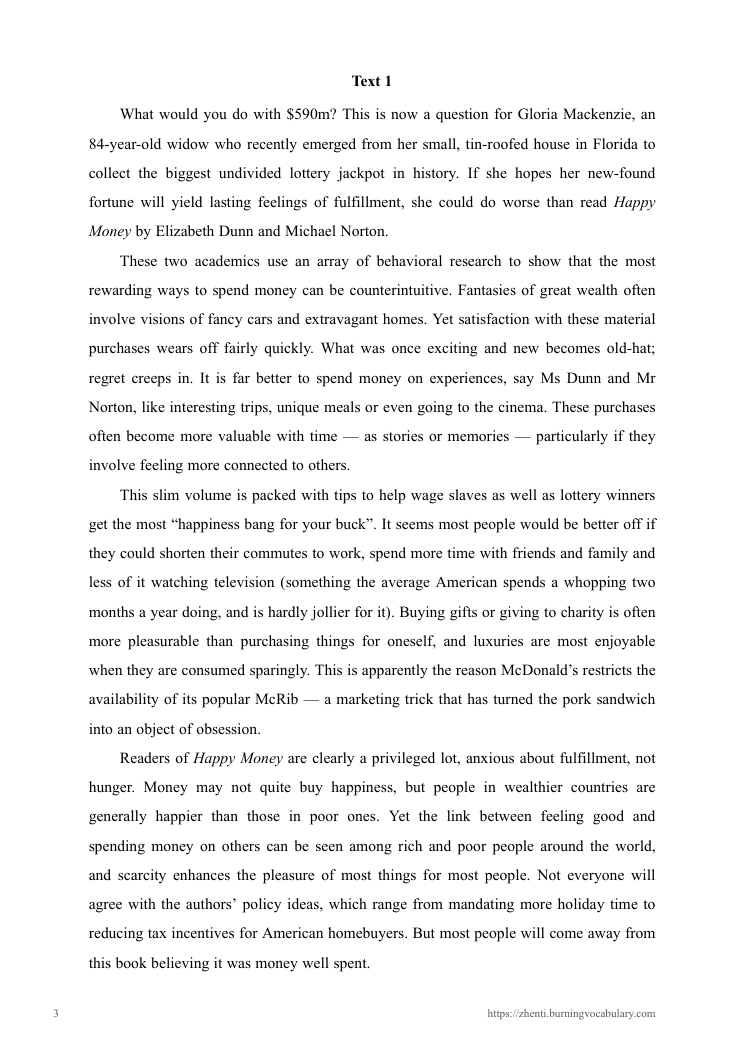 Text 1
What would you do with $590m? This is now a question for Gloria Mackenzie, an
84-year-old widow who recently emerged from her small, tin-roofed house in Florida to
collect the biggest undivided lottery jackpot in history. If she hopes her new-found
fortune will yield lasting feelings of fulfillment, she could do worse than read Happy
Money by Elizabeth Dunn and Michael Norton.
These two academics use an array of behavioral research to show that the most
rewarding ways to spend money can be counterintuitive. Fantasies of great wealth often
involve visions of fancy cars and extravagant homes. Yet satisfaction with these material
purchases wears off fairly quickly. What was once exciting and new becomes old-hat;
regret creeps in. It is far better to spend money on experiences, say Ms Dunn and Mr
Norton, like interesting trips, unique meals or even going to the cinema. These purchases
often become more valuable with time — as stories or memories — particularly if they
involve feeling more connected to others.
This slim volume is packed with tips to help wage slaves as well as lottery winners
get the most “happiness bang for your buck”. It seems most people would be better off if
they could shorten their commutes to work, spend more time with friends and family and
less of it watching television (something the average American spends a whopping two
months a year doing, and is hardly jollier for it). Buying gifts or giving to charity is often
more pleasurable than purchasing things for oneself, and luxuries are most enjoyable
when they are consumed sparingly. This is apparently the reason McDonald’s restricts the
availability of its popular McRib — a marketing trick that has turned the pork sandwich
into an object of obsession.
Readers of Happy Money are clearly a privileged lot, anxious about fulfillment, not
hunger. Money may not quite buy happiness, but people in wealthier countries are
generally happier than those in poor ones. Yet the link between feeling good and
spending money on others can be seen among rich and poor people around the world,
and scarcity enhances the pleasure of most things for most people. Not everyone will
agree with the authors’ policy ideas, which range from mandating more holiday time to
reducing tax incentives for American homebuyers. But most people will come away from
this book believing it was money well spent.
3 https://zhenti.burningvocabulary.com